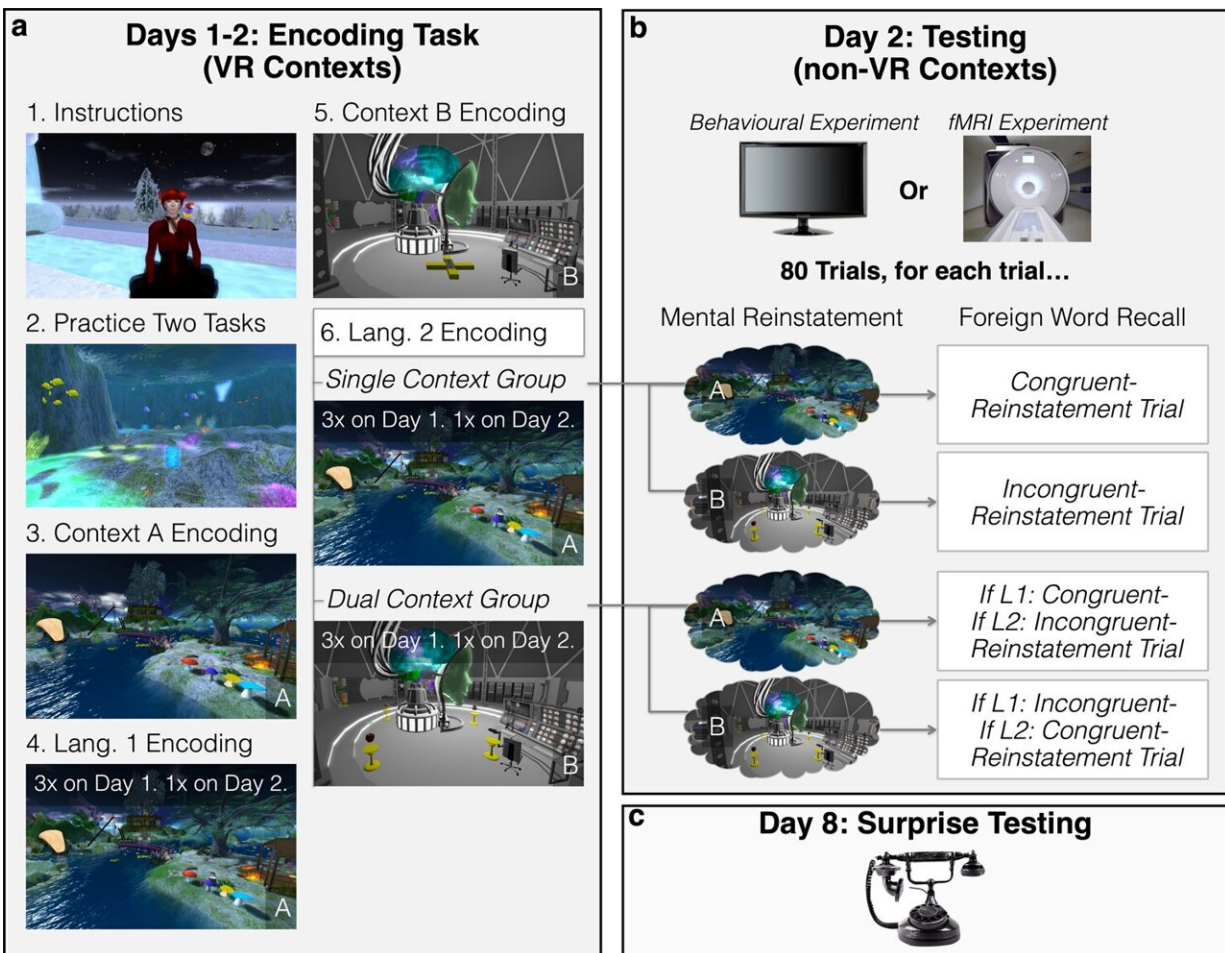 a
Days 1-2: Encoding Task
(VR Contexts)
1. Instructions
2. Practice Two Tasks
3. Context A Encoding
A
4. Lang. 1 Encoding
3x on Day 1. 1x on Day 2.
A
5. Context B Encoding
B
6. Lang. 2 Encoding
Single Context Group
3x on Day 1. 1x on Day 2.
A
Dual Context Group
3x on Day 1. 1x on Day 2.
B
b
Day 2: Testing
(non-VR Contexts)
Behavioural Experiment
fMRI Experiment
Or
80 Trials, for each trial...
Mental Reinstatement
Foreign Word Recall
A
Congruent-
Reinstatement Trial
B
Incongruent-
Reinstatement Trial
A
If L1: Congruent-
If L2: Incongruent-
Reinstatement Trial
B
If L1: Incongruent-
If L2: Congruent-
Reinstatement Trial
c
Day 8: Surprise Testing